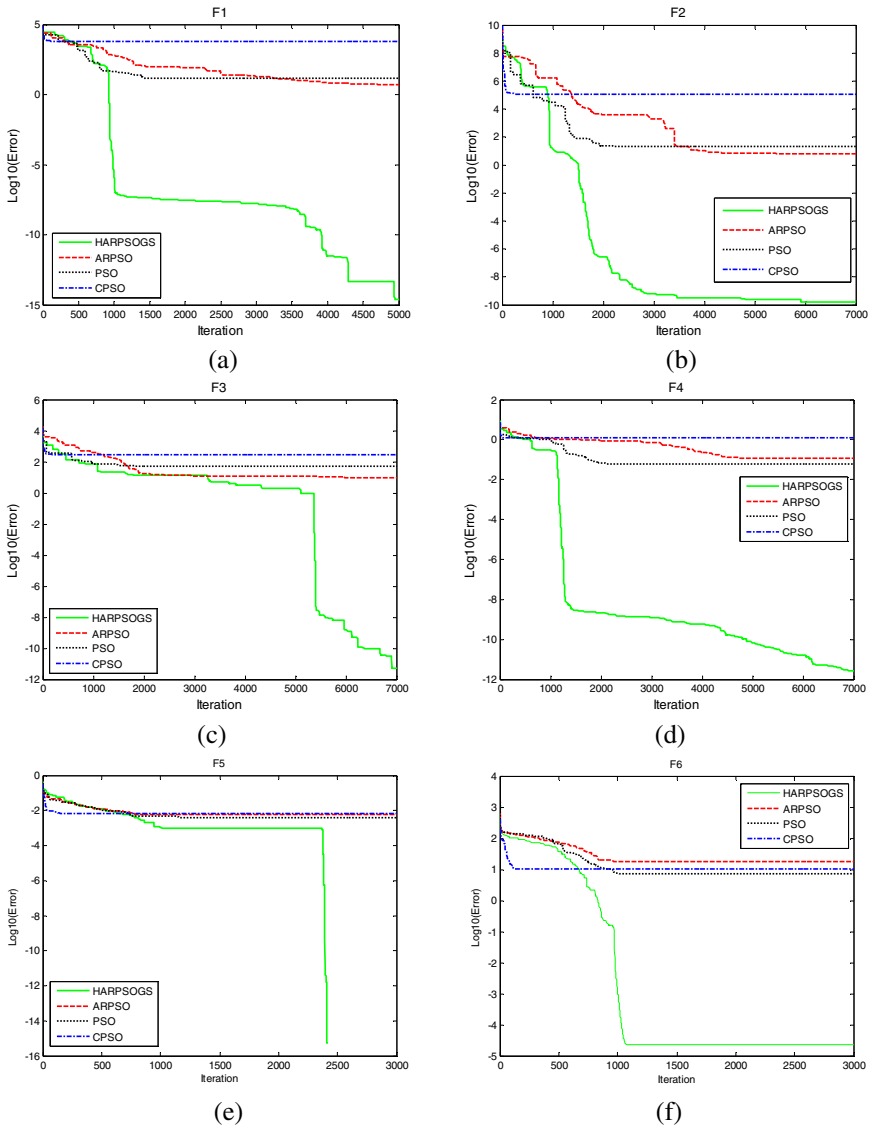 F1
5
0
-5
-10
-15
Log10(Error)
HARPSOGS
ARPSO
PSO
CPSO
0 500 1000 1500 2000 2500 3000 3500 4000 4500 5000
Iteration
(a)
F2
10
8
6
4
2
0
-2
-4
-6
-8
-10
Log10(Error)
HARPSOGS
ARPSO
PSO
CPSO
0 1000 2000 3000 4000 5000 6000 7000
Iteration
(b)
F3
6
4
2
0
-2
-4
-6
-8
-10
-12
Log10(Error)
HARPSOGS
ARPSO
PSO
CPSO
0 1000 2000 3000 4000 5000 6000 7000
Iteration
(c)
F4
2
0
-2
-4
-6
-8
-10
-12
Log10(Error)
HARPSOGS
ARPSO
PSO
CPSO
0 1000 2000 3000 4000 5000 6000 7000
Iteration
(d)
F5
0
-2
-4
-6
-8
-10
-12
-14
-16
Log10(Error)
HARPSOGS
ARPSO
PSO
CPSO
0 500 1000 1500 2000 2500 3000
Iteration
(e)
F6
4
3
2
1
0
-1
-2
-3
-4
-5
Log10(Error)
HARPSOGS
ARPSO
PSO
CPSO
0 500 1000 1500 2000 2500 3000
Iteration
(f)